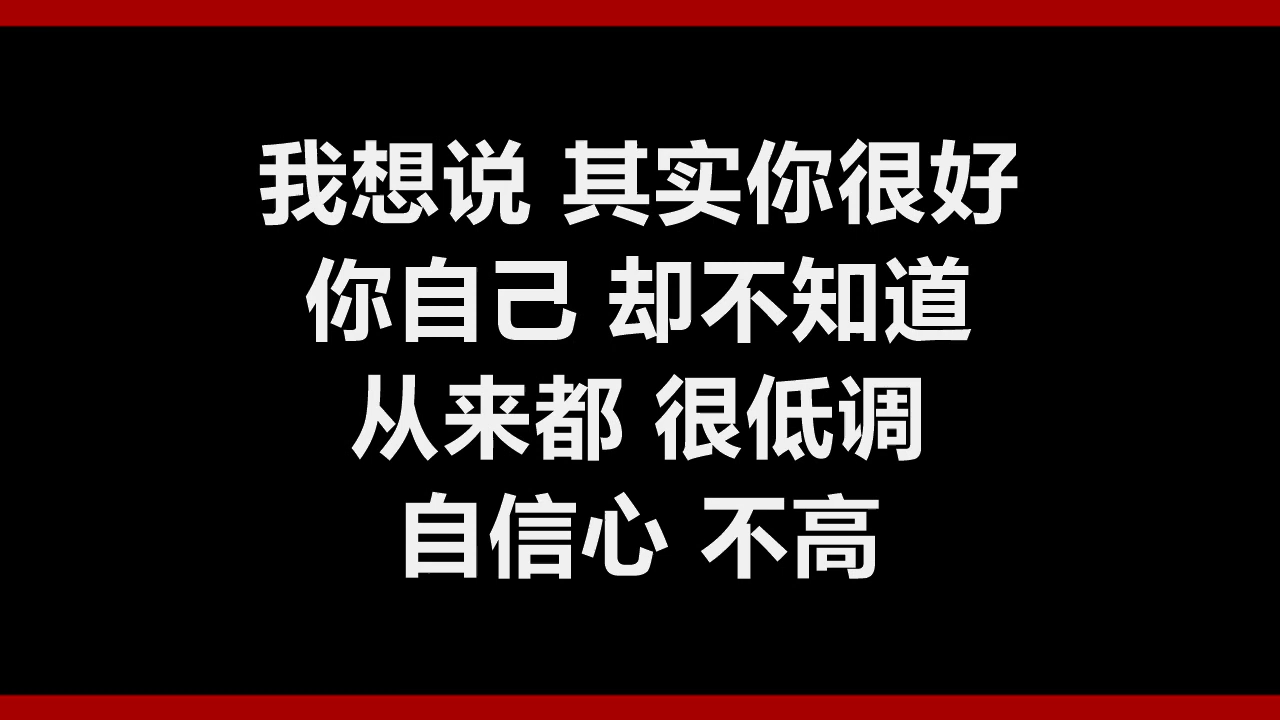 我想说 其实你很好
你自己 却不知道
从来都 很低调
自信心 不高